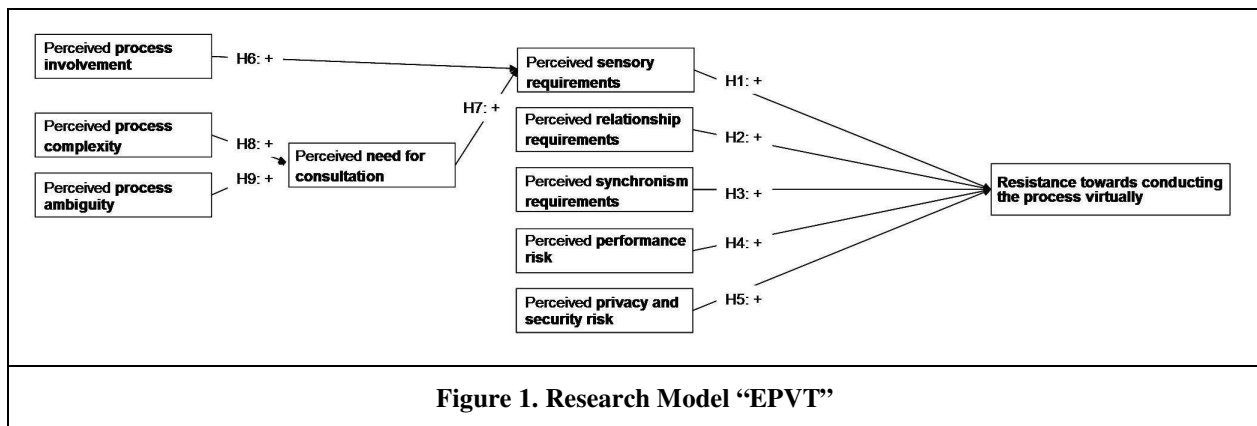 Perceived process
involvement
H6: +
Perceived sensory
requirements
H1: +
H7: +
Perceived process
complexity
H8: +
Perceived relationship
requirements
H2: +
Perceived need for
consultation
H9: +
Perceived process
ambiguity
Perceived synchronism
requirements
H3: +
Resistance towards conducting
the process virtually
Perceived performance
risk
H4: +
Perceived privacy and
security risk
H5: +
Figure 1. Research Model “EPVT”